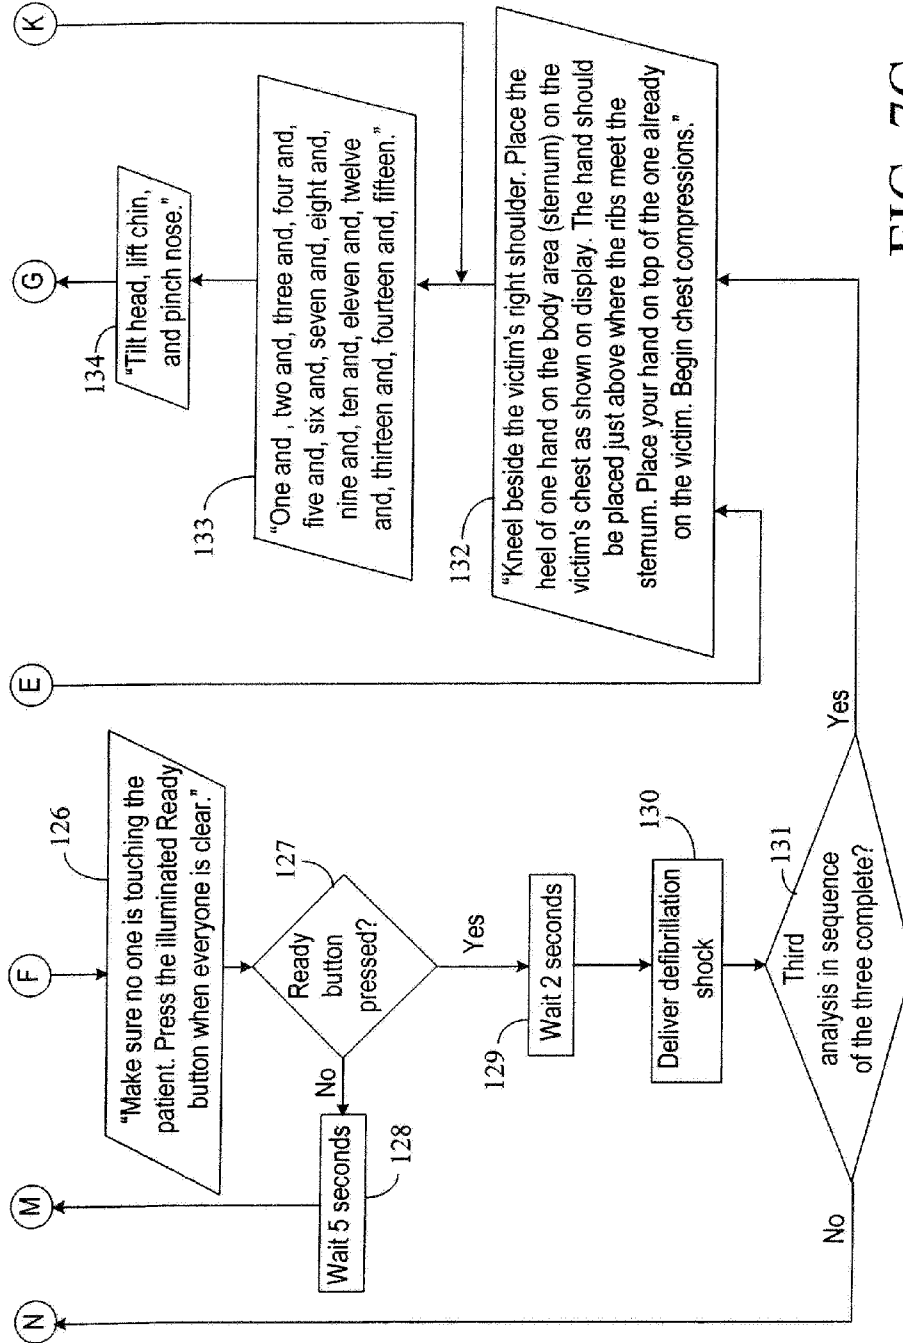 N
M
F
E
G
K
126
"Make sure no one is touching the
patient. Press the illuminated Ready
button when everyone is clear."
127
Ready
button
pressed?
No
Yes
Wait 5 seconds
128
129
Wait 2 seconds
130
Deliver defibrillation
shock
131
Third
analysis in sequence
of the three complete?
No
Yes
134
"Tilt head, lift chin,
and pinch nose."
133
"One and , two and, three and, four and,
five and, six and, seven and, eight and,
nine and, ten and, eleven and, twelve
and, thirteen and, fourteen and, fifteen."
132
"Kneel beside the victim's right shoulder. Place the
heel of one hand on the body area (sternum) on the
victim's chest as shown on display. The hand should
be placed just above where the ribs meet the
sternum. Place your hand on top of the one already
on the victim. Begin chest compressions."